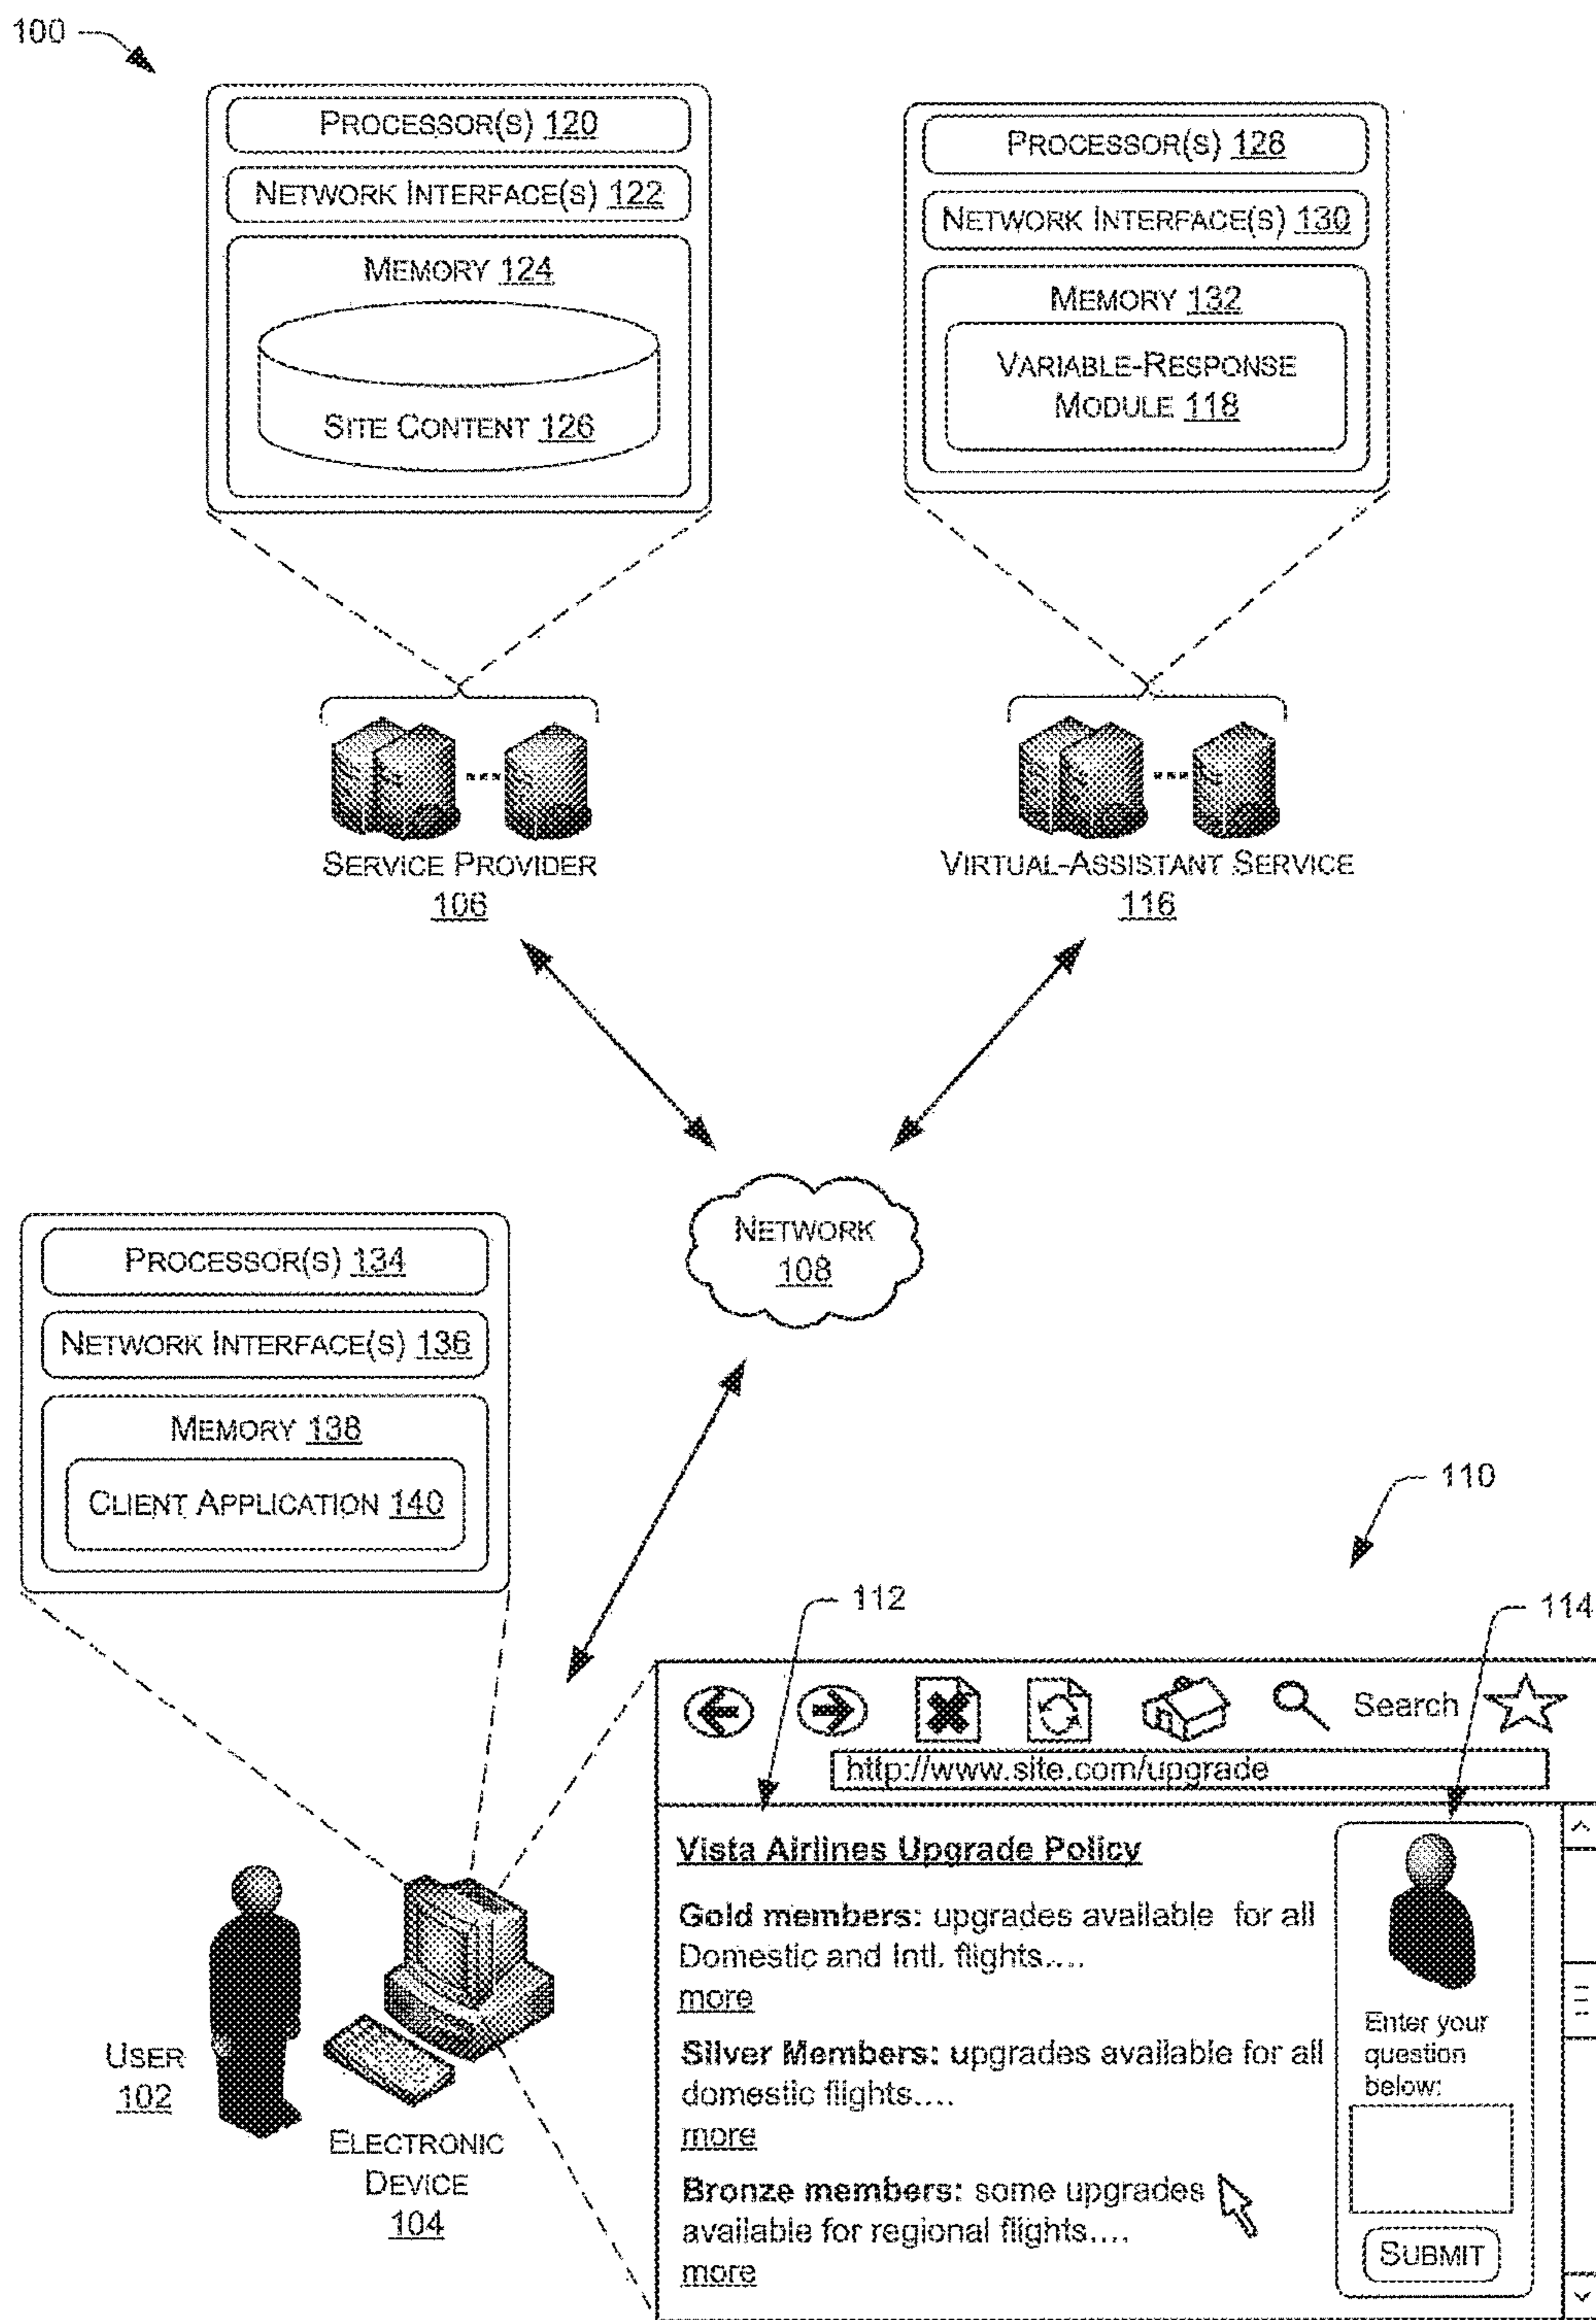 100
PROCESSOR(S) 120
NETWORK INTERFACE(S) 122
MEMORY 124
SITE CONTENT 126
PROCESSOR(S) 128
NETWORK INTERFACE(S) 130
MEMORY 132
VARIABLE-RESPONSE
MODULE 118
SERVICE PROVIDER
106
VIRTUAL-ASSISTANT SERVICE
116
NETWORK
108
PROCESSOR(S) 134
NETWORK INTERFACE(S) 136
MEMORY 138
CLIENT APPLICATION 140
110
112
114
Search
http://www.site.com/upgrade
Vista Airlines Upgrade Policy
Gold members: upgrades available for all
Domestic and Intl. flights....
more
Silver Members: upgrades available for all
domestic flights....
more
Bronze members: some upgrades
available for regional flights....
more
Enter your
question
below:
SUBMIT
USER
102
ELECTRONIC
DEVICE
104